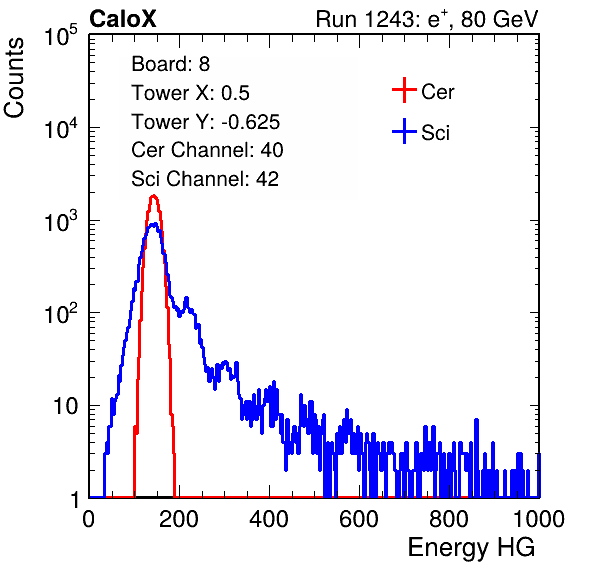 CaloX Run 1243: e⁺, 80 GeV
Counts
Board: 8
Tower X: 0.5
Tower Y: -0.625
Cer Channel: 40
Sci Channel: 42
Cer
Sci
10⁵
10⁴
10³
10²
10
1
0 200 400 600 800 1000
Energy HG